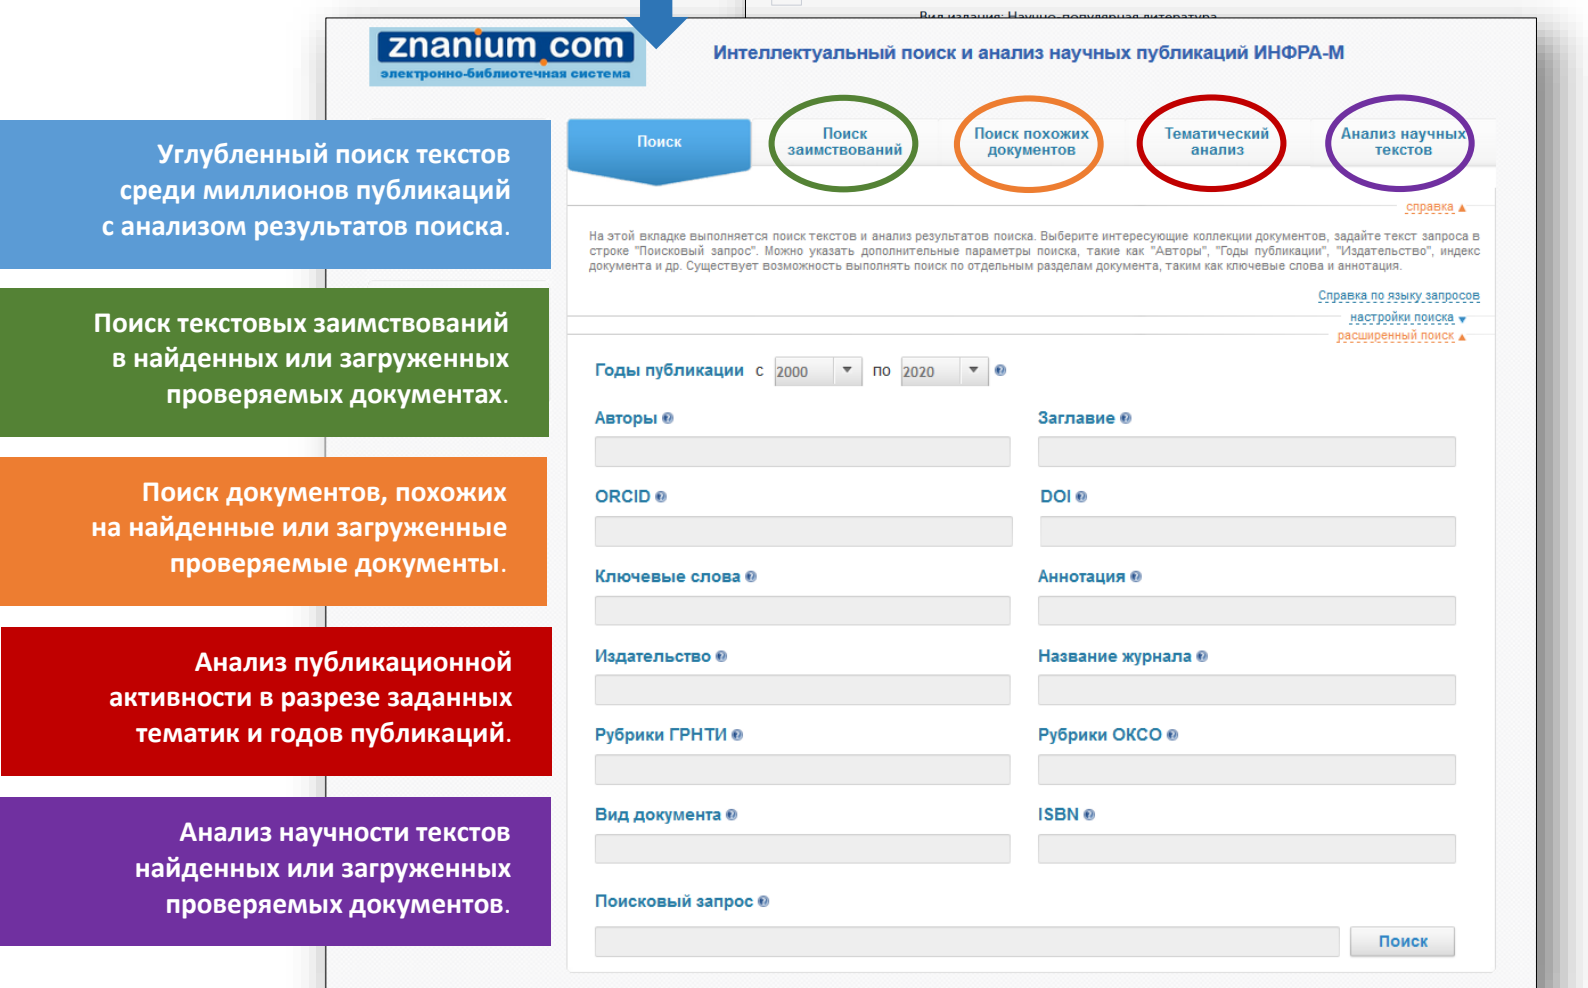 Вид издания: Научно-популярная литература
znanium.com
электронно-библиотечная система
Интеллектуальный поиск и анализ научных публикаций ИНФРА-М
Поиск
Поиск
заимствований
Поиск похожих
документов
Тематический
анализ
Анализ научных
текстов
Углубленный поиск текстов
среди миллионов публикаций
с анализом результатов поиска.
Поиск текстовых заимствований
в найденных или загруженных
проверяемых документах.
Поиск документов, похожих
на найденные или загруженные
проверяемые документы.
Анализ публикационной
активности в разрезе заданных
тематик и годов публикаций.
Анализ научности текстов
найденных или загруженных
проверяемых документов.
справка
На этой вкладке выполняется поиск текстов и анализ результатов поиска. Выберите интересующие коллекции документов, задайте текст запроса в
строке "Поисковый запрос". Можно указать дополнительные параметры поиска, такие как "Авторы", "Годы публикации", "Издательство", индекс
документа и др. Существует возможность выполнять поиск по отдельным разделам документа, таким как ключевые слова и аннотация.
Справка по языку запросов
настройки поиска
расширенный поиск
Годы публикации с 2000 по 2020
Авторы
Заглавие
ORCID
DOI
Ключевые слова
Аннотация
Издательство
Название журнала
Рубрики ГРНТИ
Рубрики ОКСО
Вид документа
ISBN
Поисковый запрос
Поиск